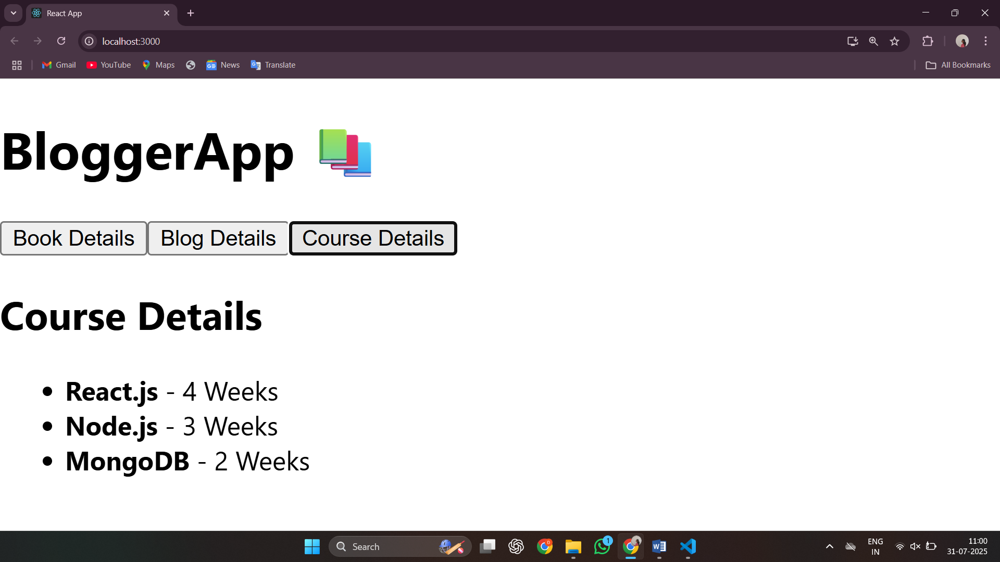 React App
localhost:3000
Gmail YouTube Maps News Translate All Bookmarks
BloggerApp
Book Details Blog Details Course Details
Course Details
React.js - 4 Weeks
Node.js - 3 Weeks
MongoDB - 2 Weeks
Search
1
ENG
IN
11:00
31-07-2025